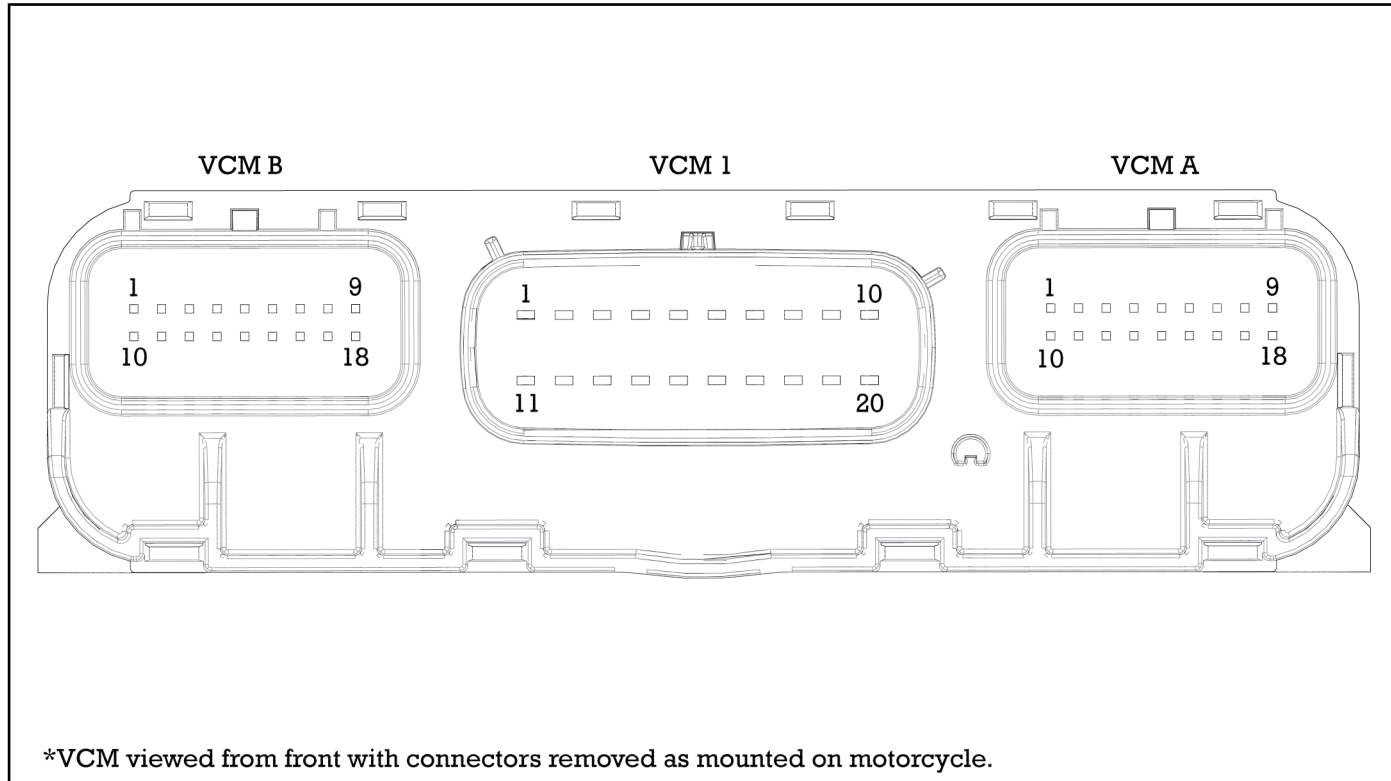 VCM B VCM 1 VCM A
1 9 1 10 1 9
10 18 11 20 10 18
*VCM viewed from front with connectors removed as mounted on motorcycle.